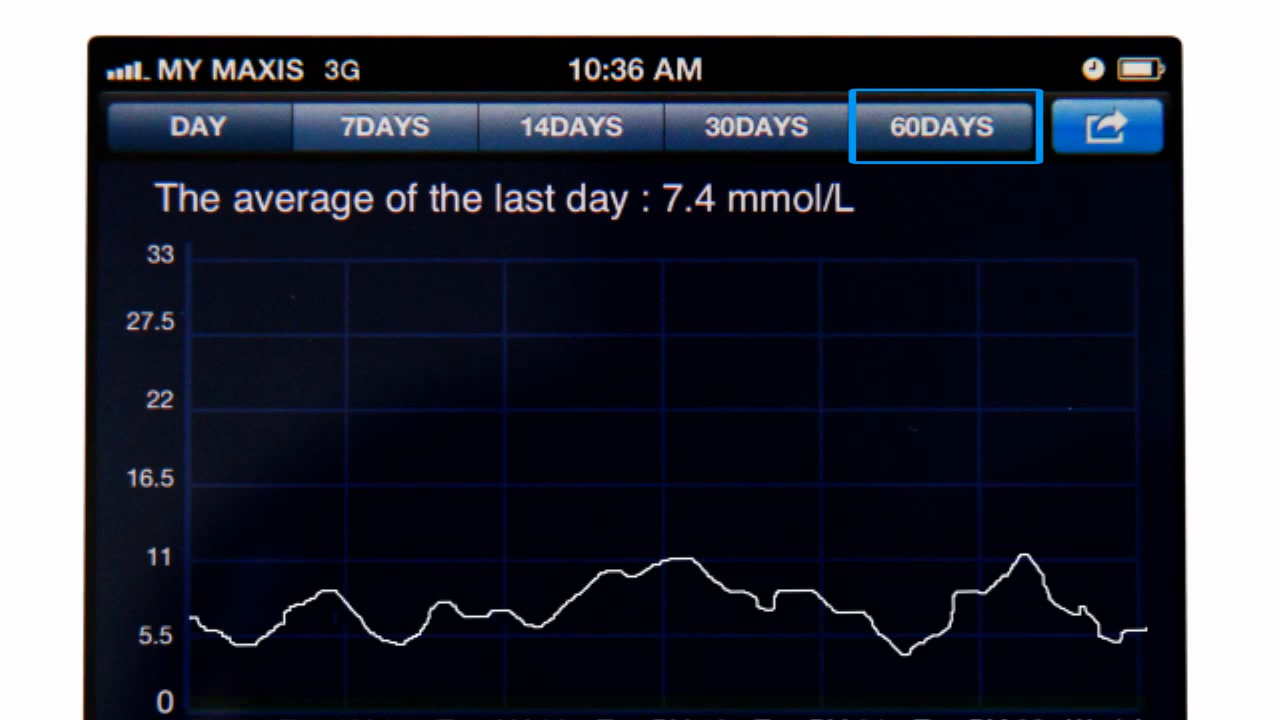 MY MAXIS 3G 10:36 AM
DAY 7DAYS 14DAYS 30DAYS 60DAYS
The average of the last day : 7.4 mmol/L
33
27.5
22
16.5
11
5.5
0